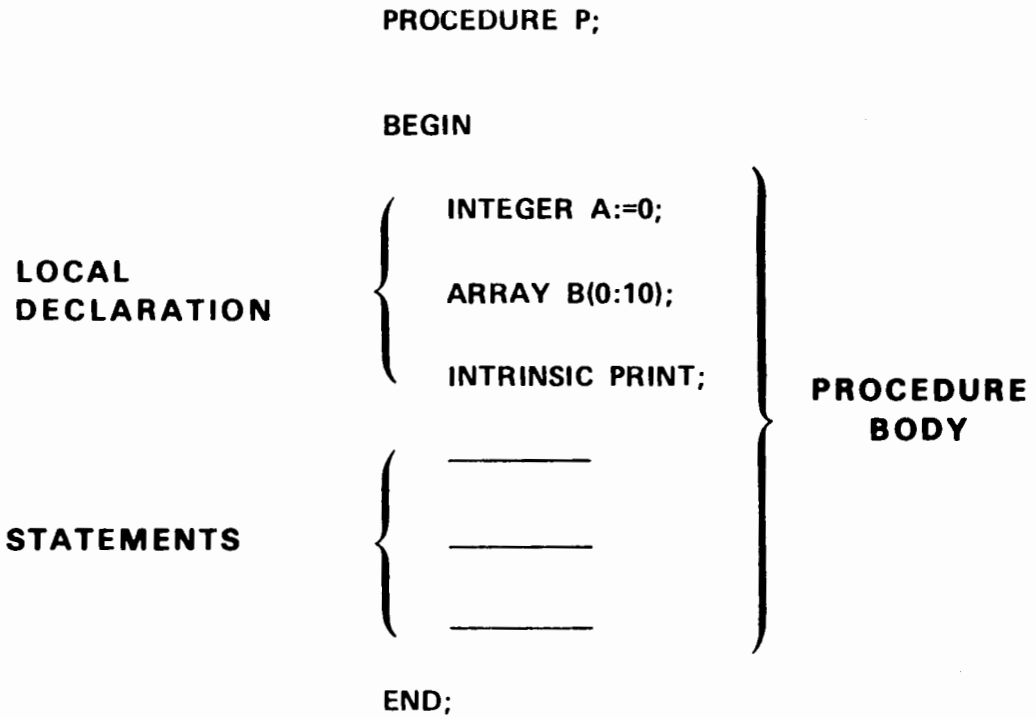 PROCEDURE P;
BEGIN
INTEGER A:=0;
LOCAL
DECLARATION
ARRAY B(0:10);
INTRINSIC PRINT;
PROCEDURE
BODY
STATEMENTS
END;